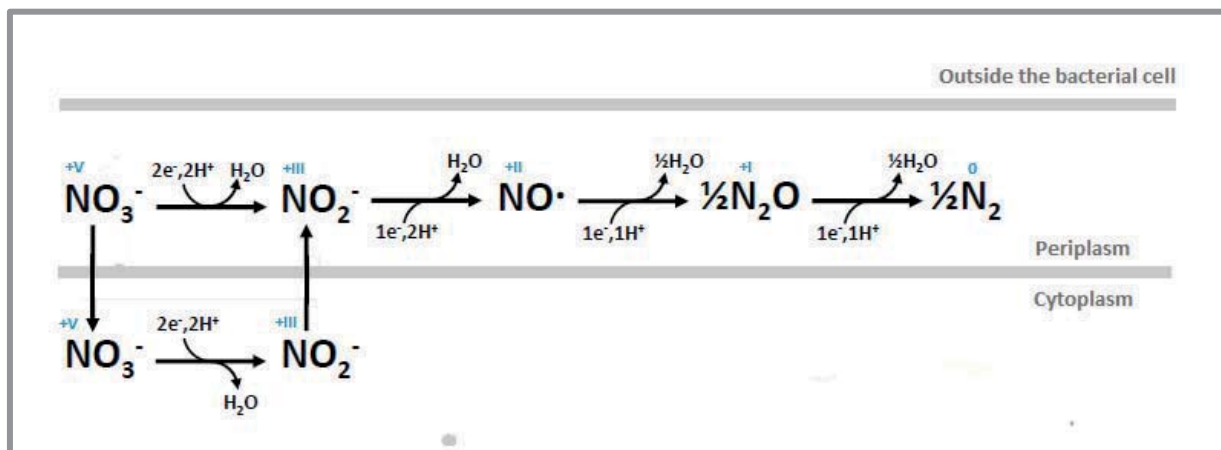 Outside the bacterial cell
+V 2e⁻,2H⁺ H₂O +III H₂O +II ½H₂O +I ½H₂O 0
NO₃⁻ NO₂⁻ NO· ½N₂O ½N₂
1e⁻,2H⁺ 1e⁻,1H⁺ 1e⁻,1H⁺
Periplasm
Cytoplasm
+V 2e⁻,2H⁺ +III
NO₃⁻ NO₂⁻
H₂O